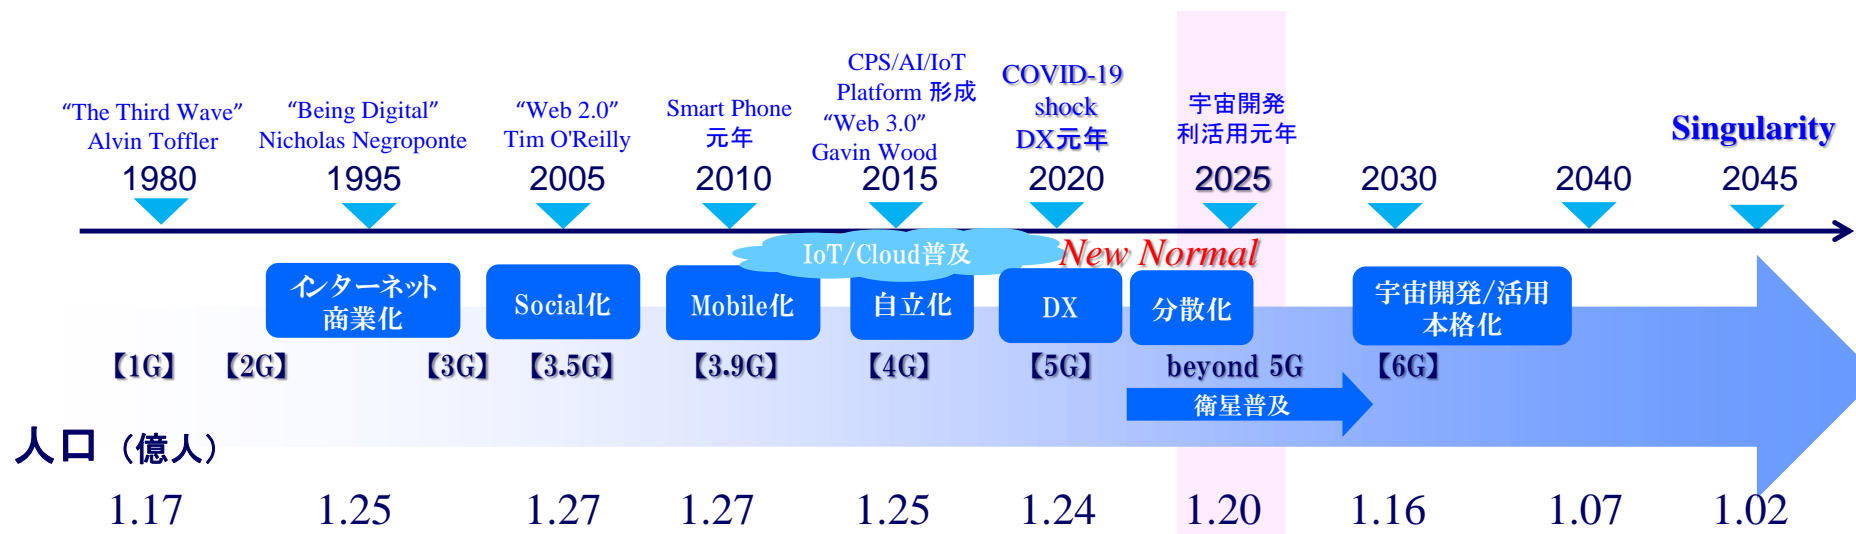 “The Third Wave”
Alvin Toffler
“Being Digital”
Nicholas Negroponte
“Web 2.0”
Tim O'Reilly
Smart Phone
元年
CPS/AI/IoT
Platform 形成
“Web 3.0”
Gavin Wood
COVID-19
shock
DX元年
宇宙開発
利活用元年
Singularity
1980 1995 2005 2010 2015 2020 2025 2030 2040 2045
IoT/Cloud普及
New Normal
インターネット
商業化
Social化
Mobile化
自立化
DX
分散化
宇宙開発/活用
本格化
【1G】 【2G】 【3G】 【3.5G】 【3.9G】 【4G】 【5G】 beyond 5G 【6G】
衛星普及
人口（億人）
1.17 1.25 1.27 1.27 1.25 1.24 1.20 1.16 1.07 1.02